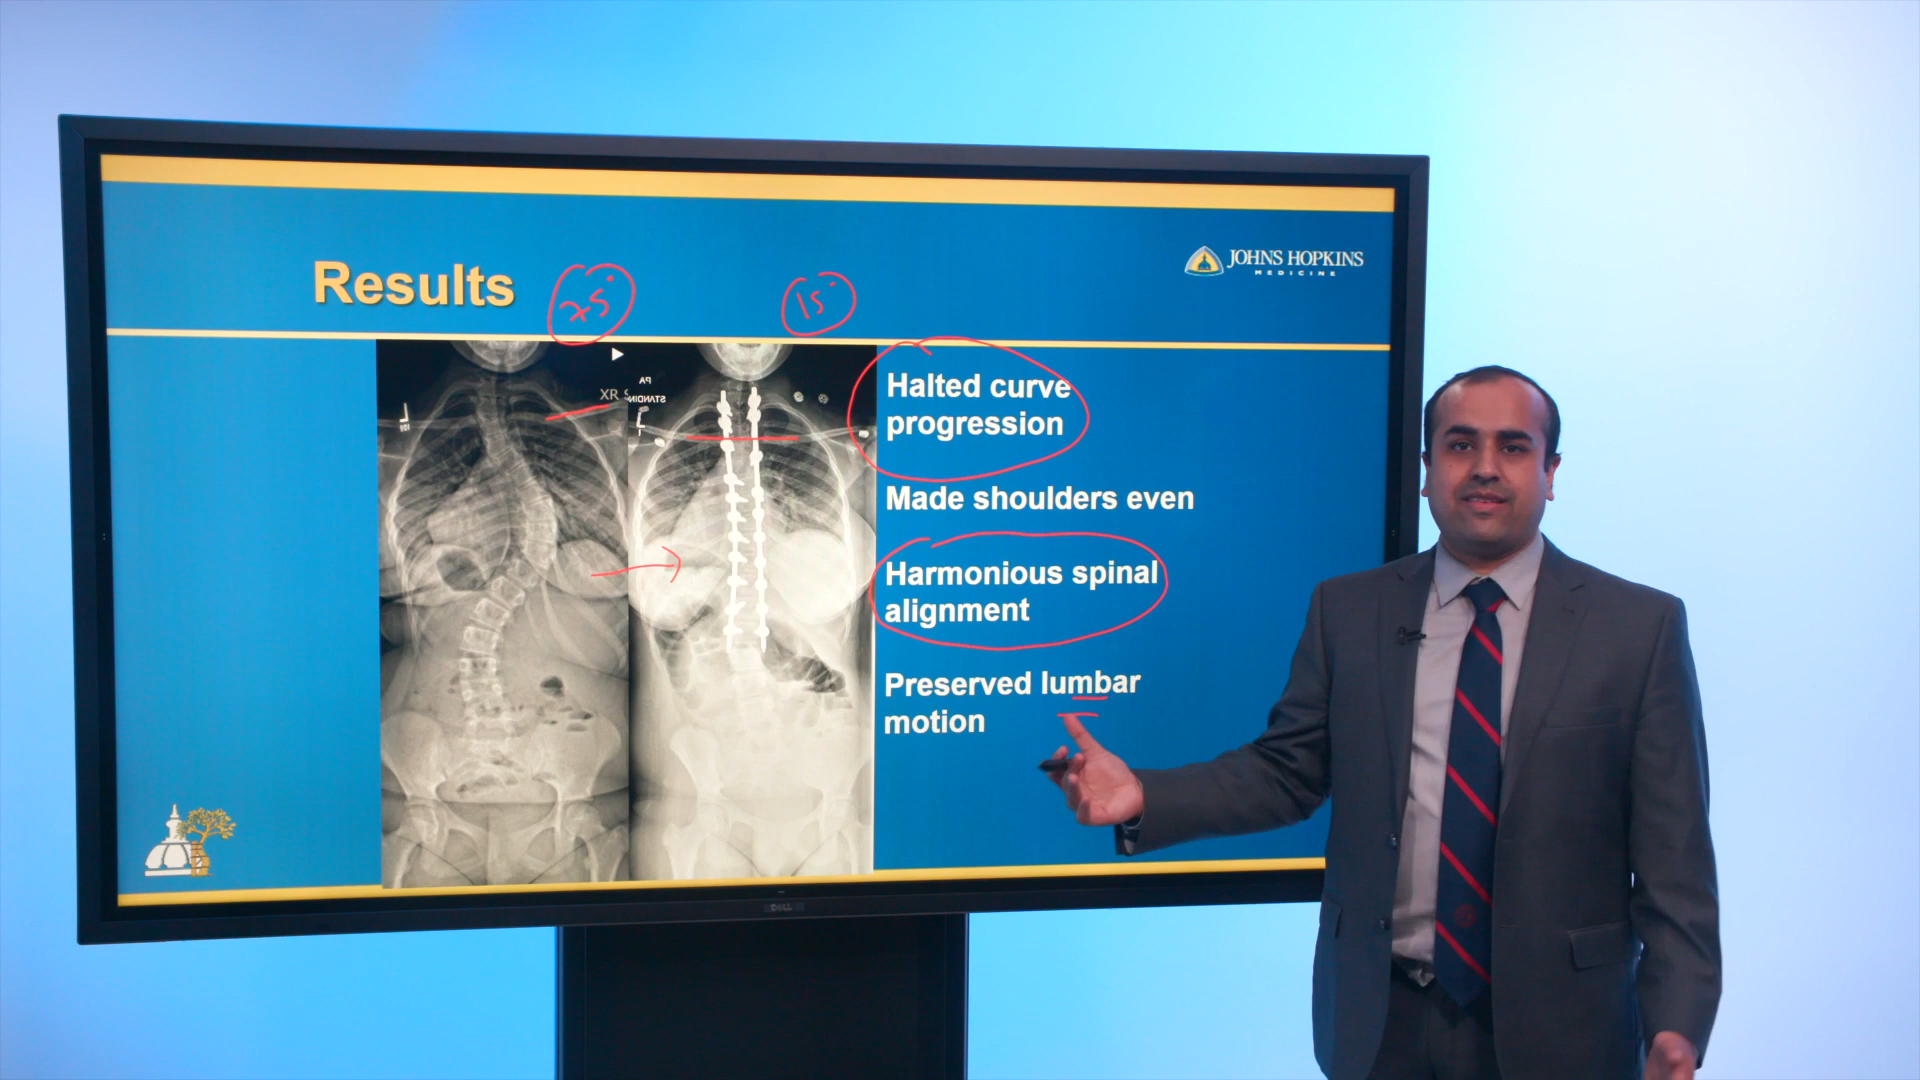 Results
25°
15°
JOHNS HOPKINS
MEDICINE
XR S
PA
STANDING
L
L
Halted curve
progression
Made shoulders even
Harmonious spinal
alignment
Preserved lumbar
motion
DELL